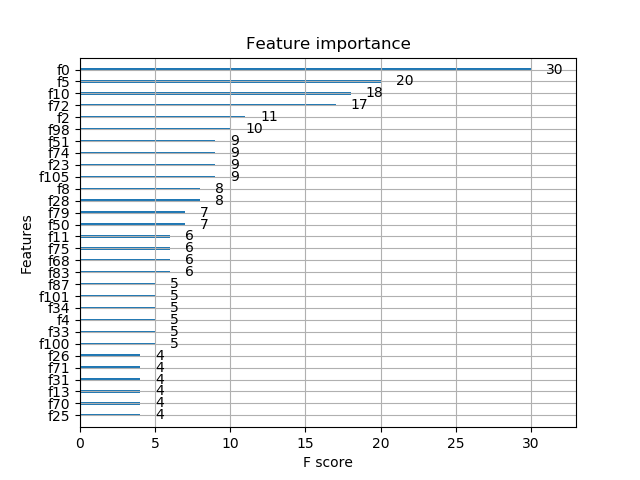 Feature importance
f0 30
f5 20
f10 18
f72 17
f2 11
f98 10
f51 9
f74 9
f23 9
f105 9
f8 8
f28 8
f79 7
f50 7
f11 6
f75 6
f68 6
f83 6
f87 5
f101 5
f34 5
f4 5
f33 5
f100 5
f26 4
f71 4
f31 4
f13 4
f70 4
f25 4
Features
0 5 10 15 20 25 30
F score